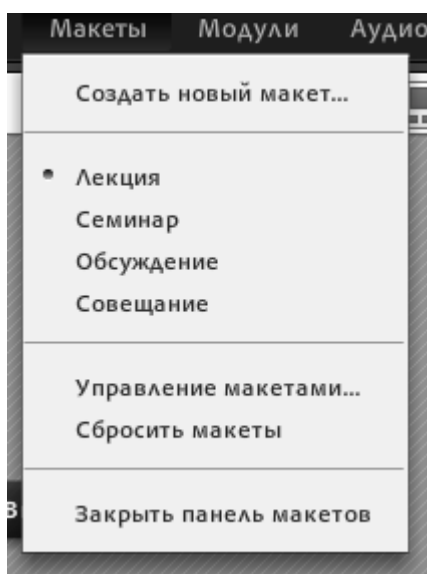 Макеты Модули Аудио
Создать новый макет...
Лекция
Семинар
Обсуждение
Совещание
Управление макетами...
Сбросить макеты
Закрыть панель макетов